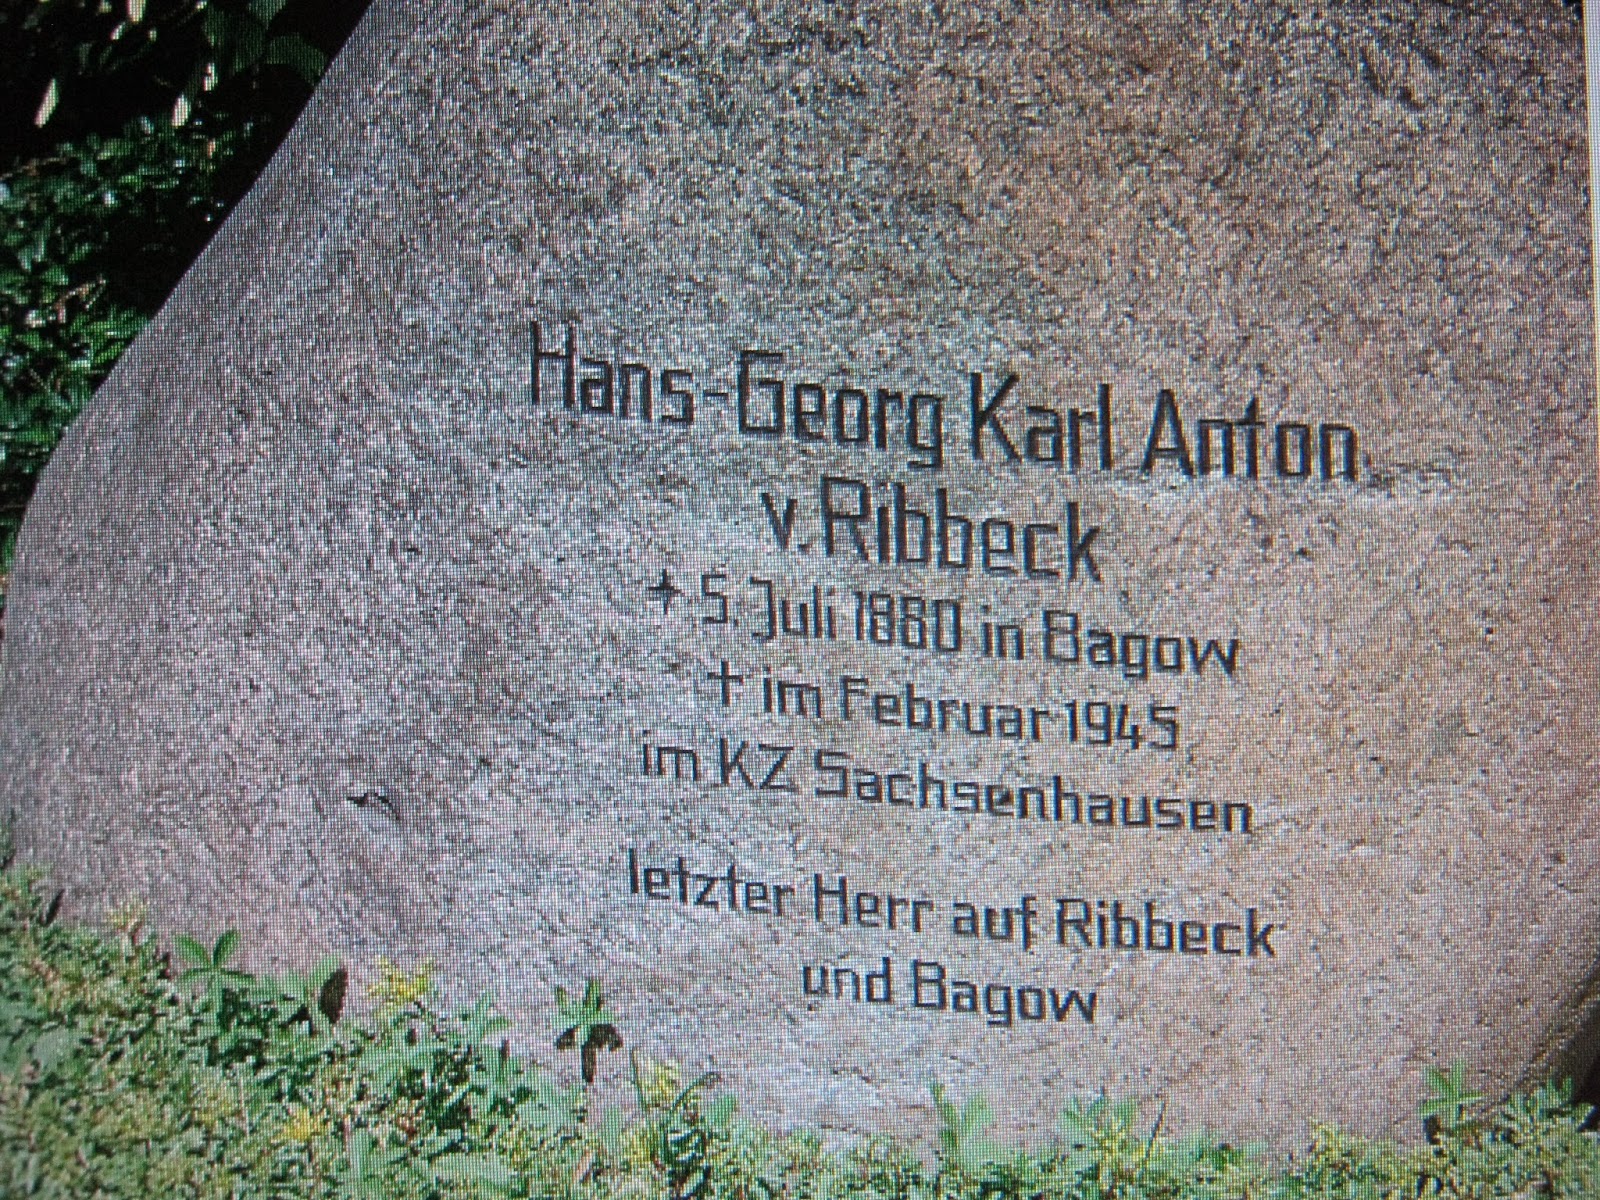 Hans-Georg Karl Anton
v. Ribbeck
+ 5. Juli 1880 in Bagow
† im Februar 1945
im KZ Sachsenhausen
letzter Herr auf Ribbeck
und Bagow